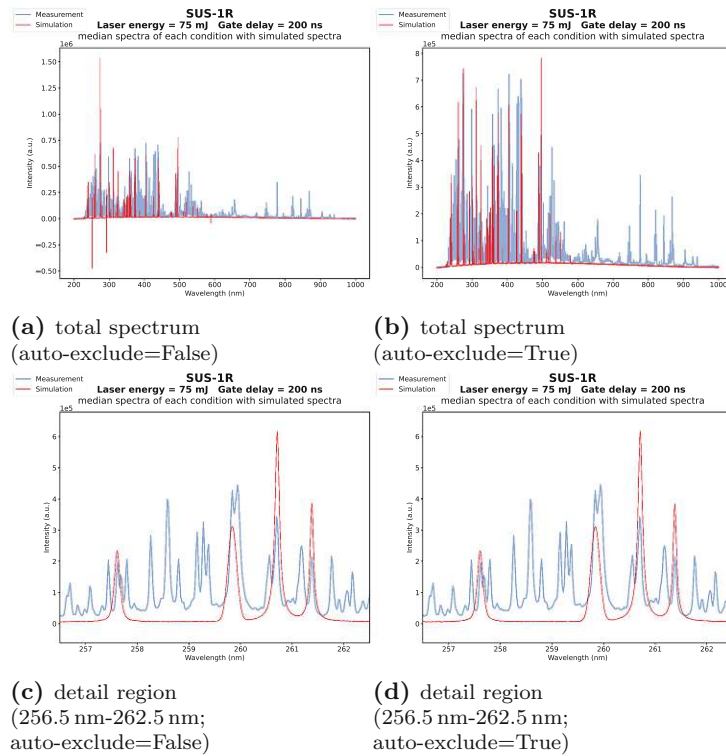 SUS-1R
Laser energy = 75 mJ Gate delay = 200 ns
median spectra of each condition with simulated spectra
Measurement
Simulation
1e6
1.50
1.25
1.00
0.75
0.50
0.25
0.00
−0.25
−0.50
Intensity (a.u.)
200 300 400 500 600 700 800 900 1000
Wavelength (nm)
(a) total spectrum
(auto-exclude=False)
SUS-1R
Laser energy = 75 mJ Gate delay = 200 ns
median spectra of each condition with simulated spectra
Measurement
Simulation
1e5
8
7
6
5
4
3
2
1
0
Intensity (a.u.)
200 300 400 500 600 700 800 900 1000
Wavelength (nm)
(b) total spectrum
(auto-exclude=True)
SUS-1R
Laser energy = 75 mJ Gate delay = 200 ns
median spectra of each condition with simulated spectra
Measurement
Simulation
1e5
6
5
4
3
2
1
0
Intensity (a.u.)
257 258 259 260 261 262
Wavelength (nm)
(c) detail region
(256.5 nm-262.5 nm;
auto-exclude=False)
SUS-1R
Laser energy = 75 mJ Gate delay = 200 ns
median spectra of each condition with simulated spectra
Measurement
Simulation
1e5
6
5
4
3
2
1
0
Intensity (a.u.)
257 258 259 260 261 262
Wavelength (nm)
(d) detail region
(256.5 nm-262.5 nm;
auto-exclude=True)